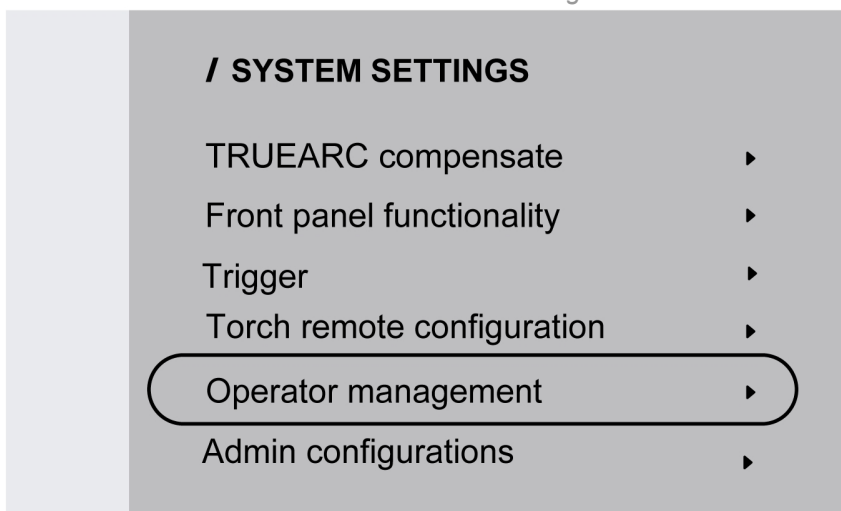 / SYSTEM SETTINGS
TRUEARC compensate
Front panel functionality
Trigger
Torch remote configuration
Operator management
Admin configurations